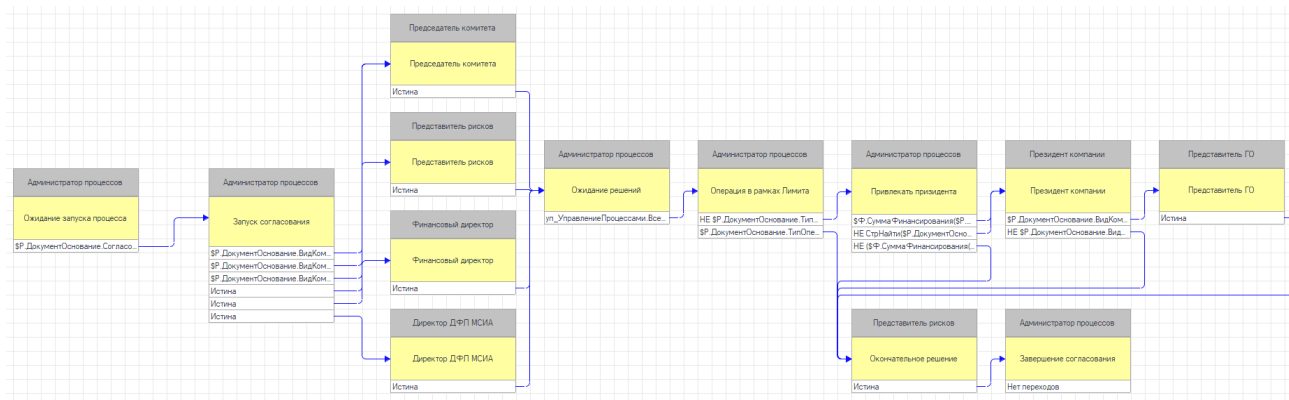 Администратор процессов
Ожидание запуска процесса
$Р.ДокументОснование.Согласо...
Администратор процессов
Запуск согласования
$Р.ДокументОснование.ВидКом...
$Р.ДокументОснование.ВидКом...
$Р.ДокументОснование.ВидКом...
Истина
Истина
Истина
Председатель комитета
Председатель комитета
Истина
Представитель рисков
Представитель рисков
Истина
Финансовый директор
Финансовый директор
Истина
Директор ДФП МСИА
Директор ДФП МСИА
Истина
Администратор процессов
Ожидание решений
уп_УправлениеПроцессами.Все...
Администратор процессов
Операция в рамках Лимита
НЕ $Р.ДокументОснование.Тип...
$Р.ДокументОснование.ТипОпе...
Администратор процессов
Привлекать призидента
$Ф.СуммаФинансирования($Р...
НЕ СтрНайти($Р.ДокументОсно...
НЕ ($Ф.СуммаФинансирования(...
Президент компании
Президент компании
$Р.ДокументОснование.ВидКом...
НЕ $Р.ДокументОснование.Вид...
Представитель ГО
Представитель ГО
Истина
Представитель рисков
Окончательное решение
Истина
Администратор процессов
Завершение согласования
Нет переходов